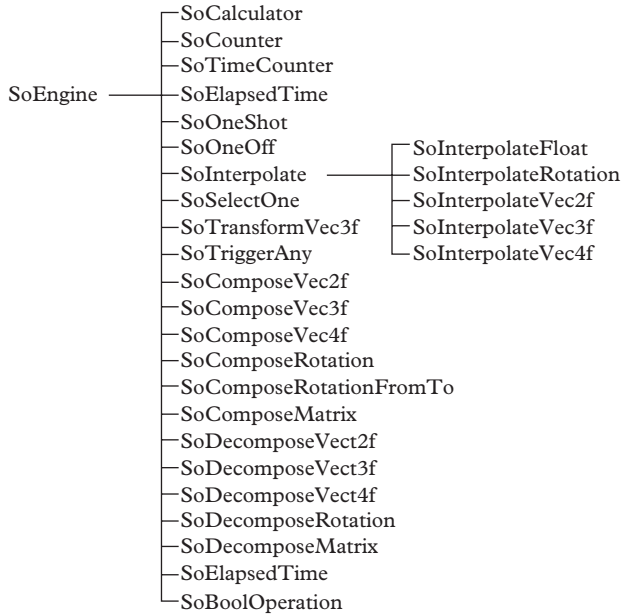 SoCalculator
SoCounter
SoTimeCounter
SoEngine SoElapsedTime
SoOneShot
SoOneOff SoInterpolateFloat
SoInterpolate SoInterpolateRotation
SoSelectOne SoInterpolateVec2f
SoTransformVec3f SoInterpolateVec3f
SoTriggerAny SoInterpolateVec4f
SoComposeVec2f
SoComposeVec3f
SoComposeVec4f
SoComposeRotation
SoComposeRotationFromTo
SoComposeMatrix
SoDecomposeVect2f
SoDecomposeVect3f
SoDecomposeVect4f
SoDecomposeRotation
SoDecomposeMatrix
SoElapsedTime
SoBoolOperation